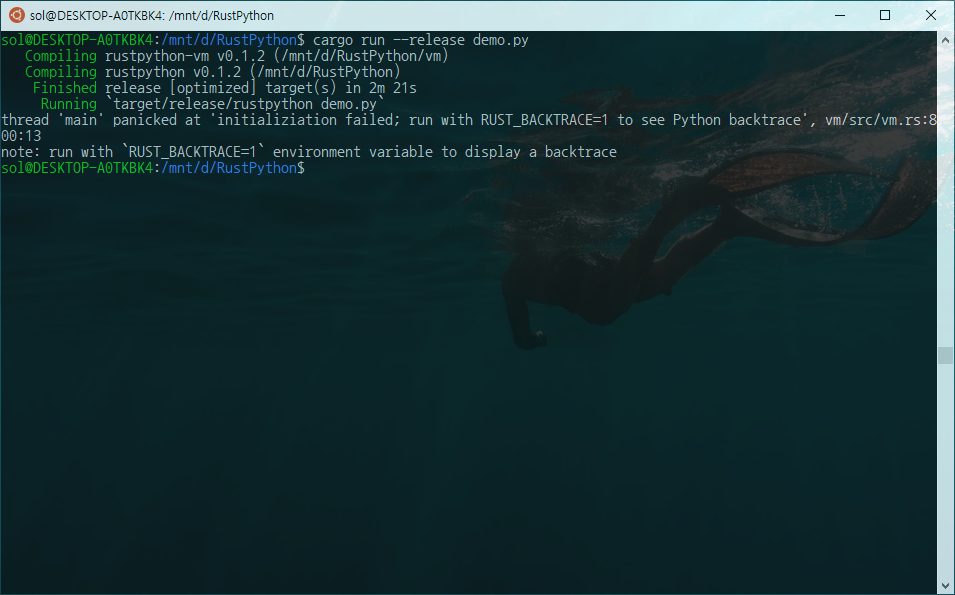 sol@DESKTOP-A0TKBK4: /mnt/d/RustPython
sol@DESKTOP-A0TKBK4:/mnt/d/RustPython$ cargo run --release demo.py
Compiling rustpython-vm v0.1.2 (/mnt/d/RustPython/vm)
Compiling rustpython v0.1.2 (/mnt/d/RustPython)
Finished release [optimized] target(s) in 2m 21s
Running `target/release/rustpython demo.py`
thread 'main' panicked at 'initializiation failed; run with RUST_BACKTRACE=1 to see Python backtrace', vm/src/vm.rs:8
00:13
note: run with `RUST_BACKTRACE=1` environment variable to display a backtrace
sol@DESKTOP-A0TKBK4:/mnt/d/RustPython$